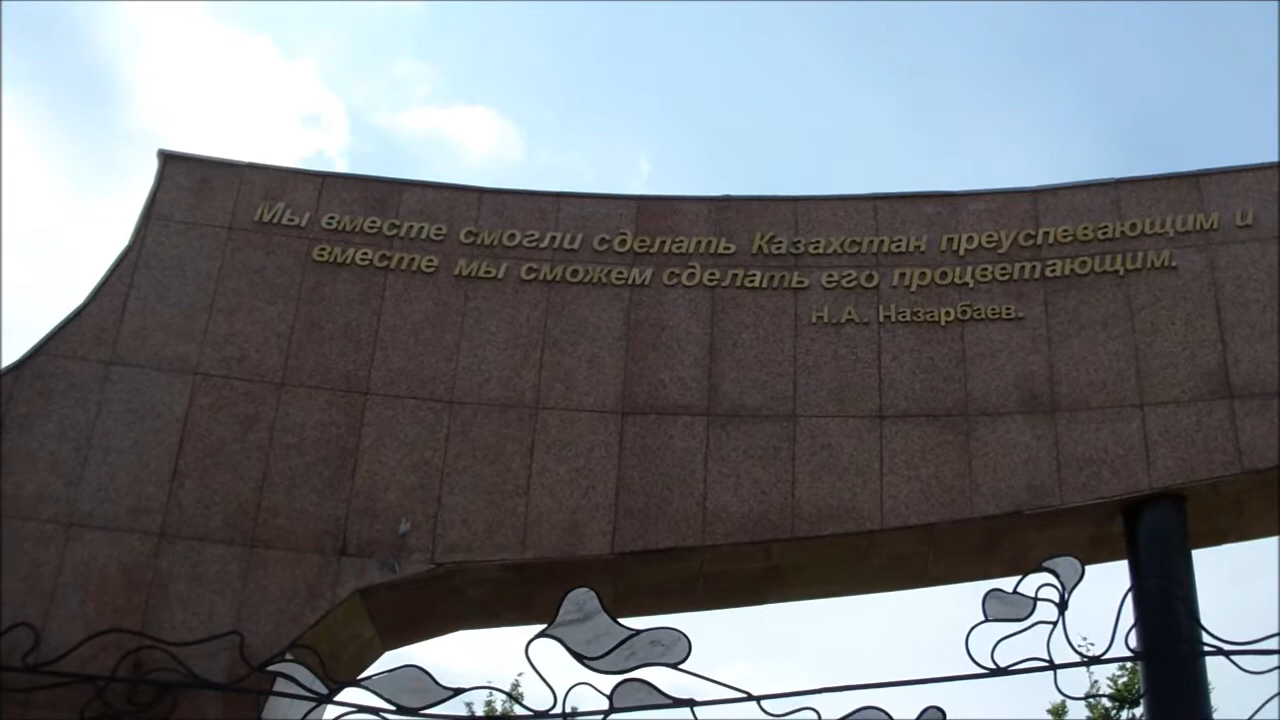 Мы вместе смогли сделать Казахстан преуспевающим и
вместе мы сможем сделать его процветающим.
Н.А. Назарбаев.